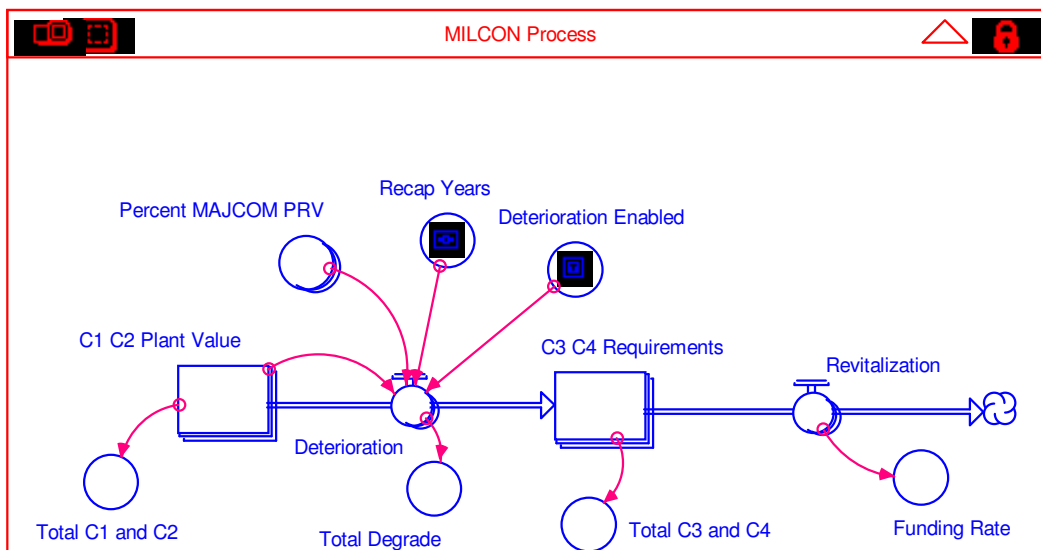 MILCON Process
Recap Years
Percent MAJCOM PRV
Deterioration Enabled
C1 C2 Plant Value
C3 C4 Requirements
Revitalization
Deterioration
Total C1 and C2
Total Degrade
Total C3 and C4
Funding Rate